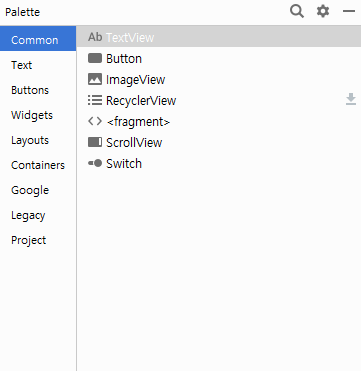 Palette
Common
Text
Buttons
Widgets
Layouts
Containers
Google
Legacy
Project
Ab TextView
Button
ImageView
RecyclerView
<fragment>
ScrollView
Switch